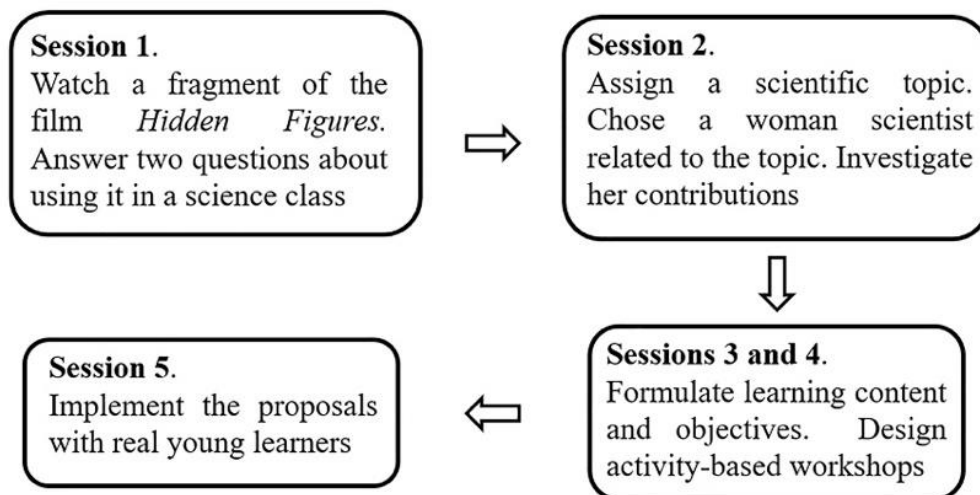 Session 1.
Watch a fragment of the
film Hidden Figures.
Answer two questions about
using it in a science class
Session 2.
Assign a scientific topic.
Chose a woman scientist
related to the topic. Investigate
her contributions
Sessions 3 and 4.
Formulate learning content
and objectives. Design
activity-based workshops
Session 5.
Implement the proposals
with real young learners